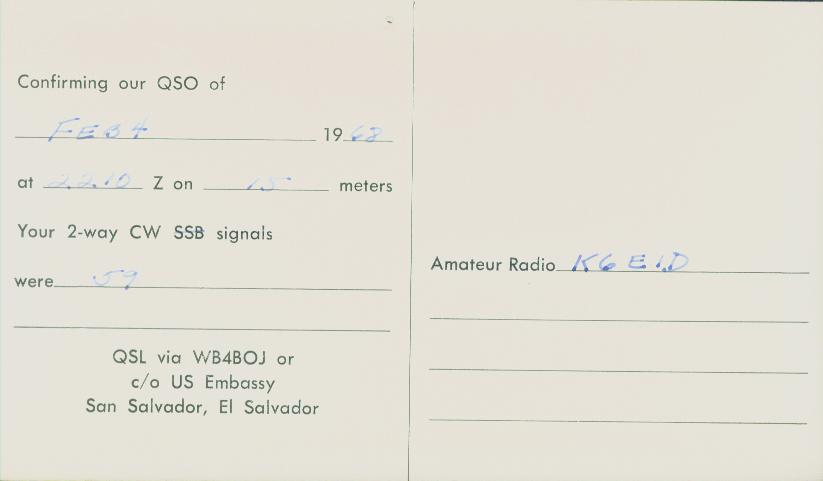 Confirming our QSO of
FEB 4 1968
at 2210 Z on 15 meters
Your 2-way CW SSB signals
were 59
QSL via WB4BOJ or
c/o US Embassy
San Salvador, El Salvador
Amateur Radio K6EID